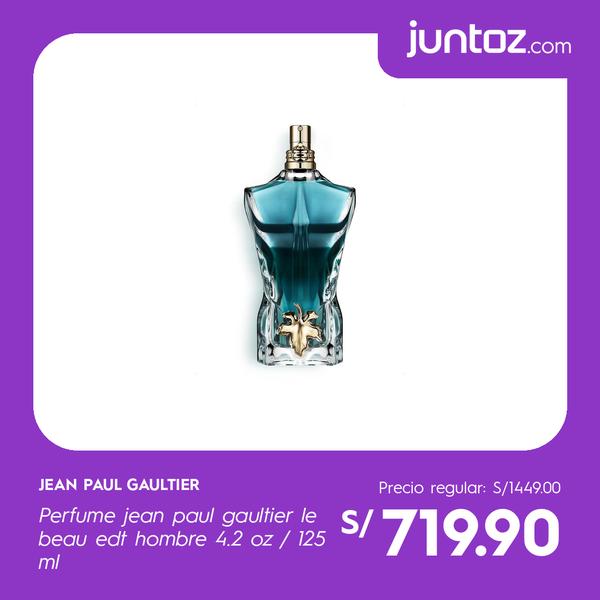 juntoz.com
JEAN PAUL GAULTIER
Perfume jean paul gaultier le
beau edt hombre 4.2 oz / 125
ml
Precio regular: S/1449.00
S/ 719.90